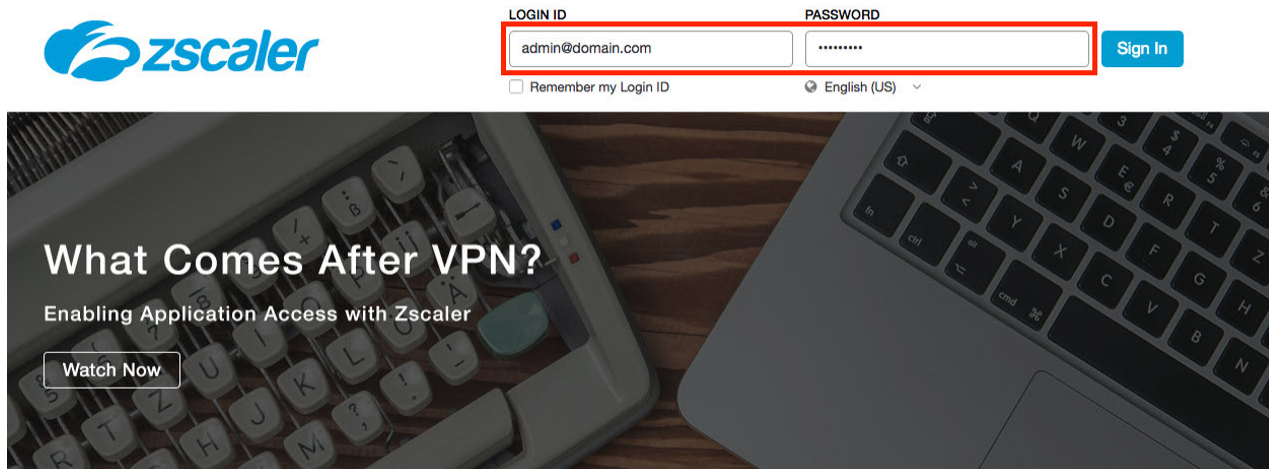 zscaler
LOGIN ID
PASSWORD
admin@domain.com
•••••••••
Sign In
Remember my Login ID
English (US)
What Comes After VPN?
Enabling Application Access with Zscaler
Watch Now